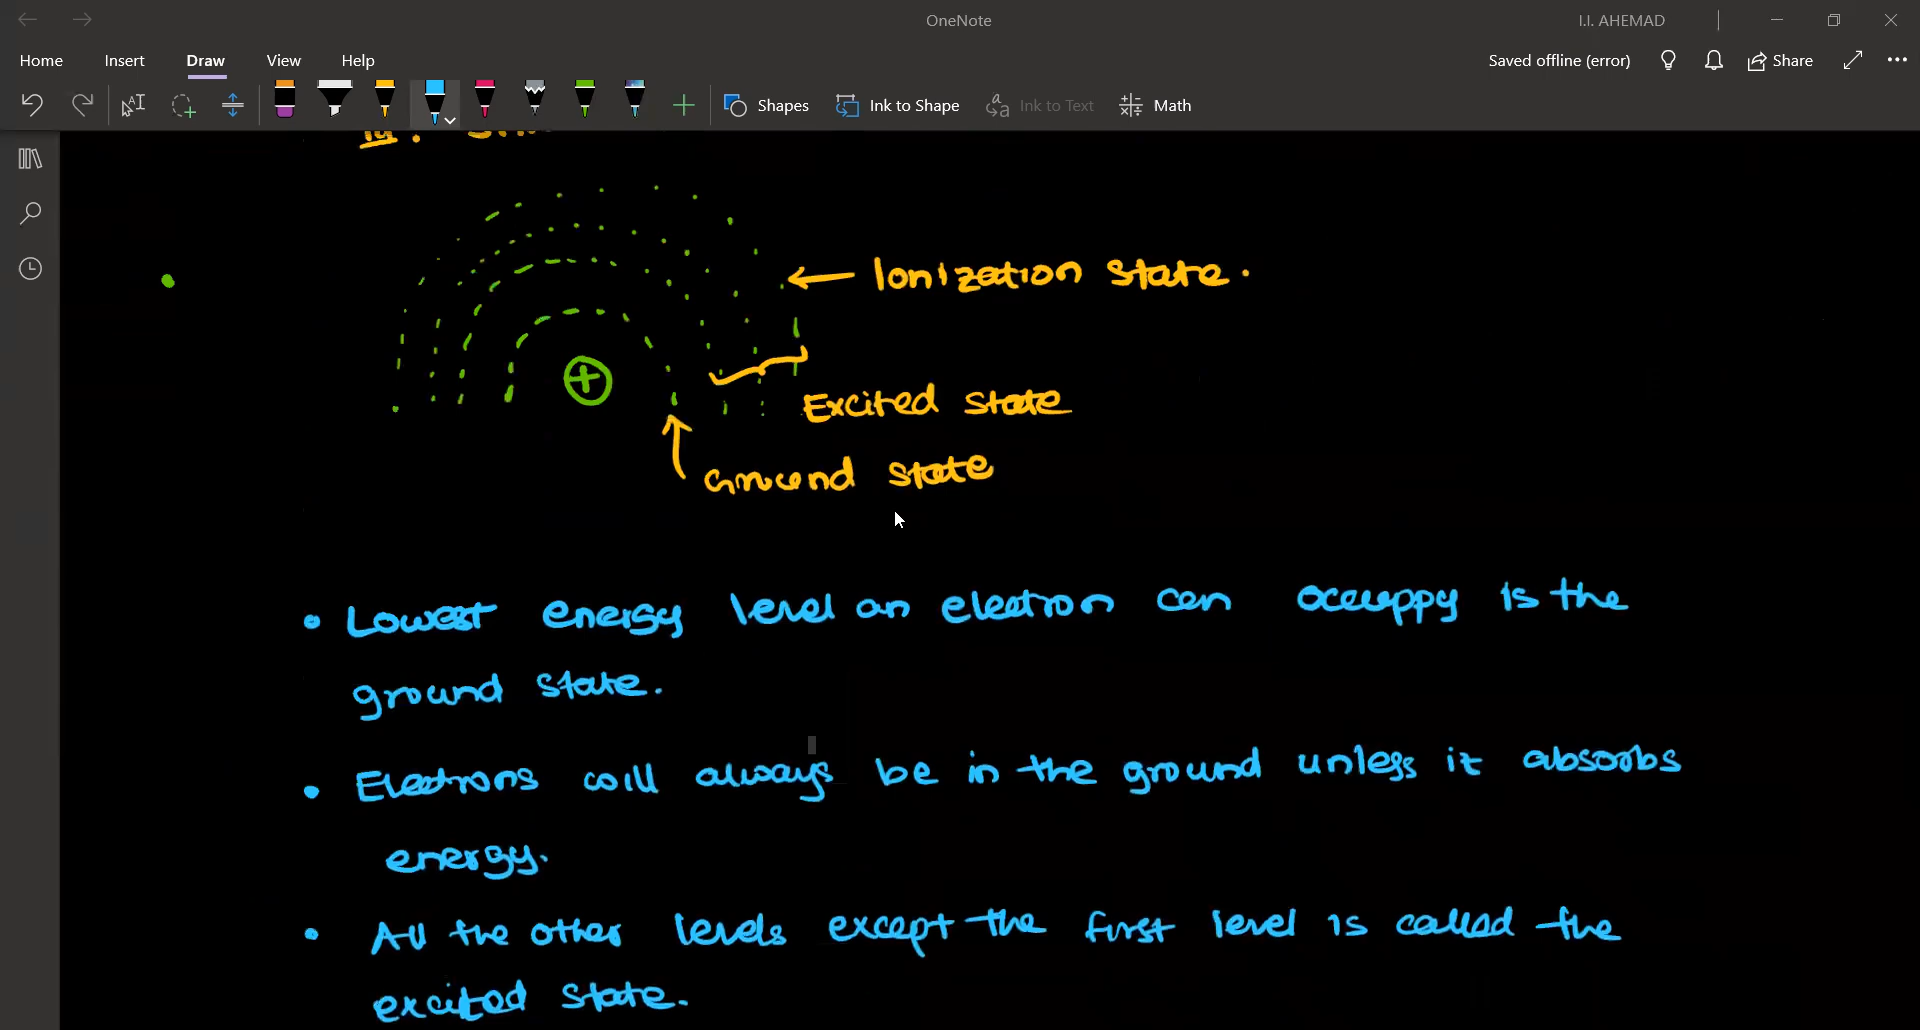 OneNote
I.I. AHEMAD
Home Insert Draw View Help
Saved offline (error) Share
Shapes Ink to Shape Ink to Text Math
Ionization state.
Excited state
Ground state
• Lowest energy level an electron can occuppy is the
ground state.
• Electrons will always be in the ground unless it absorbs
energy.
• All the other levels except the first level is called the
excited state.